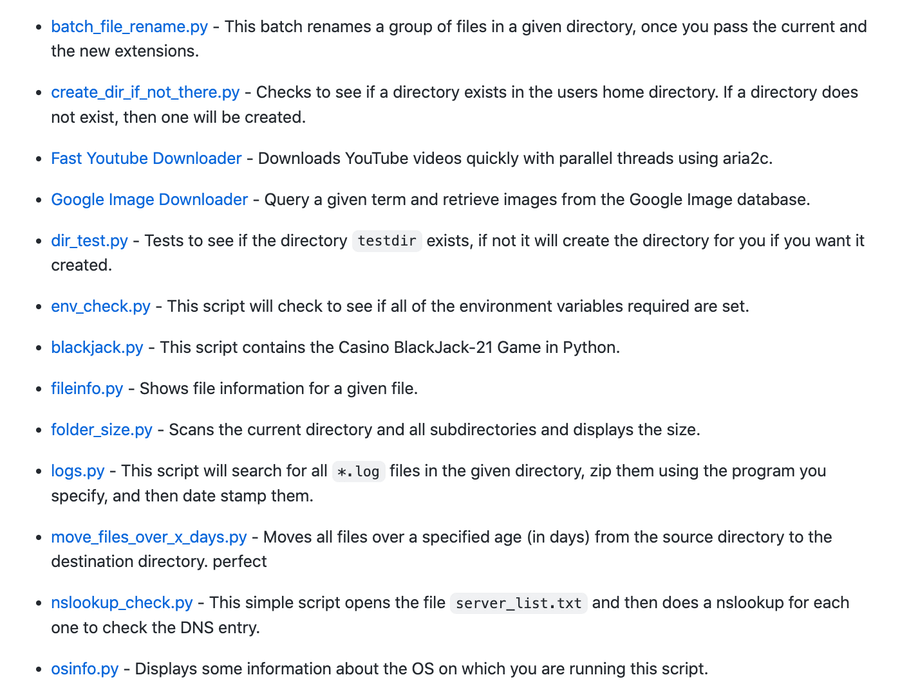 • batch_file_rename.py - This batch renames a group of files in a given directory, once you pass the current and
the new extensions.
• create_dir_if_not_there.py - Checks to see if a directory exists in the users home directory. If a directory does
not exist, then one will be created.
• Fast Youtube Downloader - Downloads YouTube videos quickly with parallel threads using aria2c.
• Google Image Downloader - Query a given term and retrieve images from the Google Image database.
• dir_test.py - Tests to see if the directory testdir exists, if not it will create the directory for you if you want it
created.
• env_check.py - This script will check to see if all of the environment variables required are set.
• blackjack.py - This script contains the Casino BlackJack-21 Game in Python.
• fileinfo.py - Shows file information for a given file.
• folder_size.py - Scans the current directory and all subdirectories and displays the size.
• logs.py - This script will search for all *.log files in the given directory, zip them using the program you
specify, and then date stamp them.
• move_files_over_x_days.py - Moves all files over a specified age (in days) from the source directory to the
destination directory. perfect
• nslookup_check.py - This simple script opens the file server_list.txt and then does a nslookup for each
one to check the DNS entry.
• osinfo.py - Displays some information about the OS on which you are running this script.